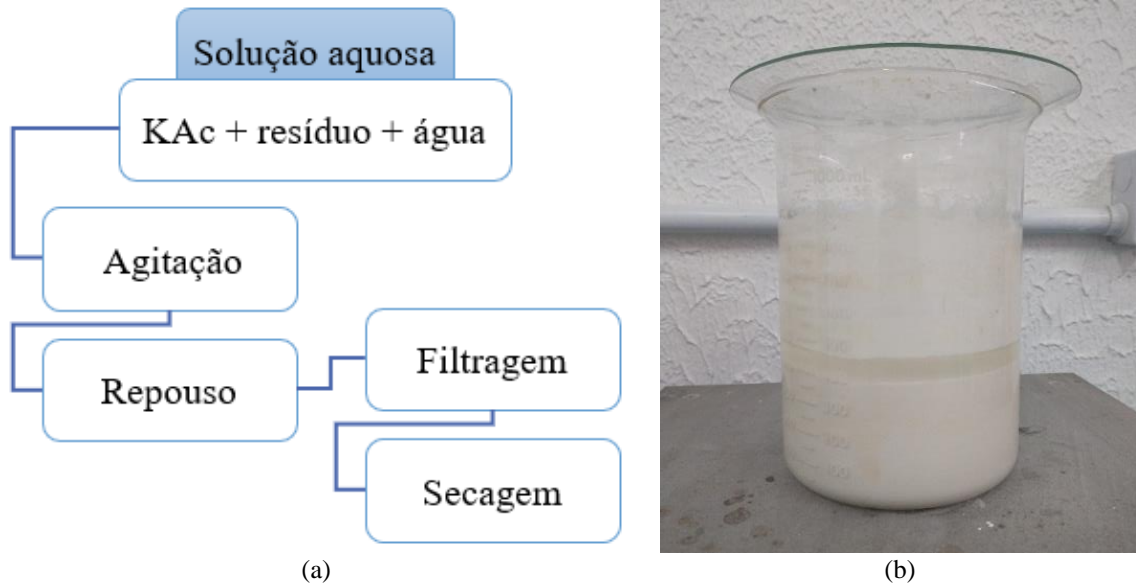 Solução aquosa
KAc + resíduo + água
Agitação
Repouso
Filtragem
Secagem
(a)
(b)